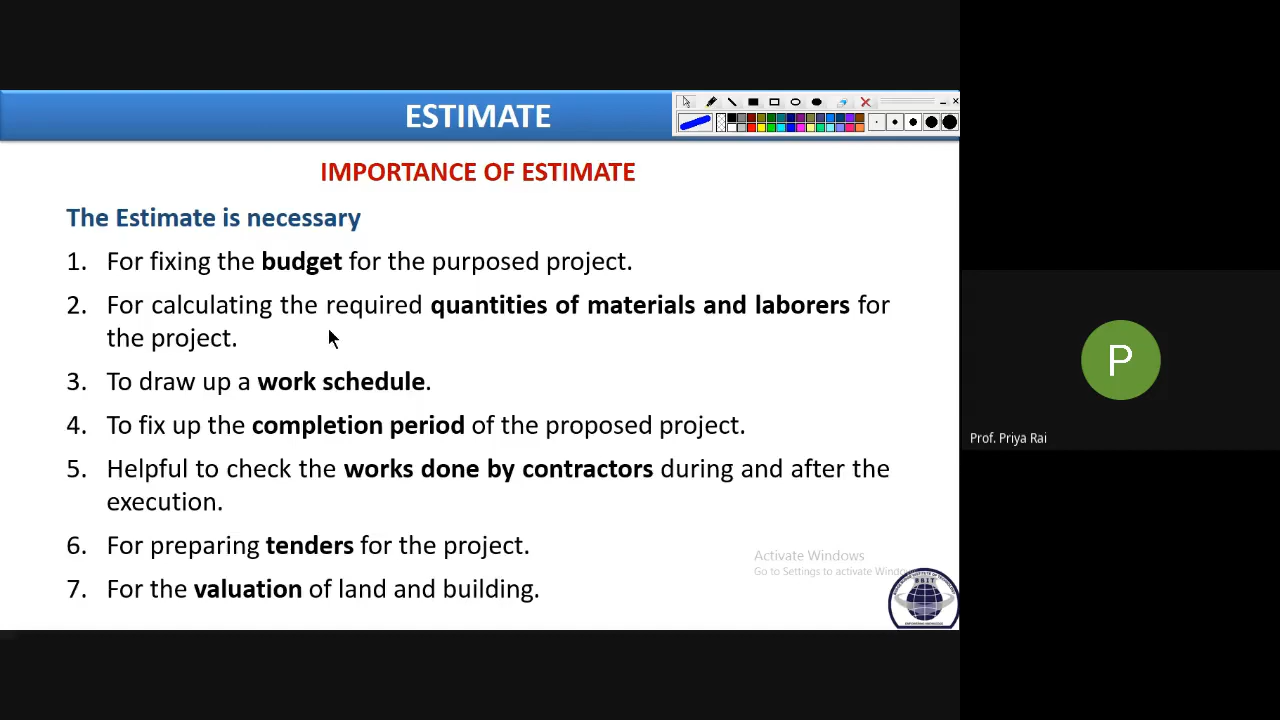 ESTIMATE
IMPORTANCE OF ESTIMATE
The Estimate is necessary
1. For fixing the budget for the purposed project.
2. For calculating the required quantities of materials and laborers for
the project.
3. To draw up a work schedule.
4. To fix up the completion period of the proposed project.
5. Helpful to check the works done by contractors during and after the
execution.
6. For preparing tenders for the project.
7. For the valuation of land and building.
Activate Windows
Go to Settings to activate Windo
P
Prof. Priya Rai